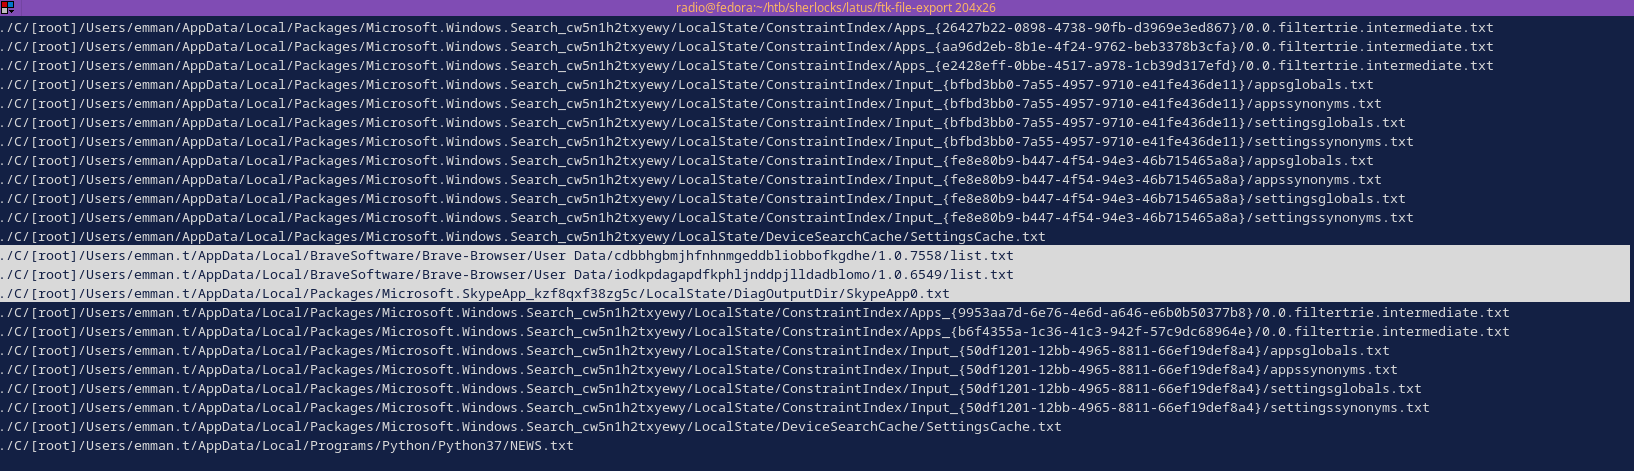 radio@fedora:~/htb/sherlocks/latus/ftk-file-export 204x26
./C/[root]/Users/emman/AppData/Local/Packages/Microsoft.Windows.Search_cw5n1h2txyewy/LocalState/ConstraintIndex/Apps_{26427b22-0898-4738-90fb-d3969e3ed867}/0.0.filtertrie.intermediate.txt
./C/[root]/Users/emman/AppData/Local/Packages/Microsoft.Windows.Search_cw5n1h2txyewy/LocalState/ConstraintIndex/Apps_{aa96d2eb-8b1e-4f24-9762-beb3378b3cfa}/0.0.filtertrie.intermediate.txt
./C/[root]/Users/emman/AppData/Local/Packages/Microsoft.Windows.Search_cw5n1h2txyewy/LocalState/ConstraintIndex/Apps_{e2428eff-0bbe-4517-a978-1cb39d317efd}/0.0.filtertrie.intermediate.txt
./C/[root]/Users/emman/AppData/Local/Packages/Microsoft.Windows.Search_cw5n1h2txyewy/LocalState/ConstraintIndex/Input_{bfbd3bb0-7a55-4957-9710-e41fe436de11}/appsglobals.txt
./C/[root]/Users/emman/AppData/Local/Packages/Microsoft.Windows.Search_cw5n1h2txyewy/LocalState/ConstraintIndex/Input_{bfbd3bb0-7a55-4957-9710-e41fe436de11}/appssynonyms.txt
./C/[root]/Users/emman/AppData/Local/Packages/Microsoft.Windows.Search_cw5n1h2txyewy/LocalState/ConstraintIndex/Input_{bfbd3bb0-7a55-4957-9710-e41fe436de11}/settingsglobals.txt
./C/[root]/Users/emman/AppData/Local/Packages/Microsoft.Windows.Search_cw5n1h2txyewy/LocalState/ConstraintIndex/Input_{bfbd3bb0-7a55-4957-9710-e41fe436de11}/settingssynonyms.txt
./C/[root]/Users/emman/AppData/Local/Packages/Microsoft.Windows.Search_cw5n1h2txyewy/LocalState/ConstraintIndex/Input_{fe8e80b9-b447-4f54-94e3-46b715465a8a}/appsglobals.txt
./C/[root]/Users/emman/AppData/Local/Packages/Microsoft.Windows.Search_cw5n1h2txyewy/LocalState/ConstraintIndex/Input_{fe8e80b9-b447-4f54-94e3-46b715465a8a}/appssynonyms.txt
./C/[root]/Users/emman/AppData/Local/Packages/Microsoft.Windows.Search_cw5n1h2txyewy/LocalState/ConstraintIndex/Input_{fe8e80b9-b447-4f54-94e3-46b715465a8a}/settingsglobals.txt
./C/[root]/Users/emman/AppData/Local/Packages/Microsoft.Windows.Search_cw5n1h2txyewy/LocalState/ConstraintIndex/Input_{fe8e80b9-b447-4f54-94e3-46b715465a8a}/settingssynonyms.txt
./C/[root]/Users/emman/AppData/Local/Packages/Microsoft.Windows.Search_cw5n1h2txyewy/LocalState/DeviceSearchCache/SettingsCache.txt
./C/[root]/Users/emman.t/AppData/Local/BraveSoftware/Brave-Browser/User Data/cdbbhgbmjhfnhnmgeddbliobbofkgdhe/1.0.7558/list.txt
./C/[root]/Users/emman.t/AppData/Local/BraveSoftware/Brave-Browser/User Data/iodkpdagapdfkphljnddpjlldadblomo/1.0.6549/list.txt
./C/[root]/Users/emman.t/AppData/Local/Packages/Microsoft.SkypeApp_kzf8qxf38zg5c/LocalState/DiagOutputDir/SkypeApp0.txt
./C/[root]/Users/emman.t/AppData/Local/Packages/Microsoft.Windows.Search_cw5n1h2txyewy/LocalState/ConstraintIndex/Apps_{9953aa7d-6e76-4e6d-a646-e6b0b50377b8}/0.0.filtertrie.intermediate.txt
./C/[root]/Users/emman.t/AppData/Local/Packages/Microsoft.Windows.Search_cw5n1h2txyewy/LocalState/ConstraintIndex/Apps_{b6f4355a-1c36-41c3-942f-57c9dc68964e}/0.0.filtertrie.intermediate.txt
./C/[root]/Users/emman.t/AppData/Local/Packages/Microsoft.Windows.Search_cw5n1h2txyewy/LocalState/ConstraintIndex/Input_{50df1201-12bb-4965-8811-66ef19def8a4}/appsglobals.txt
./C/[root]/Users/emman.t/AppData/Local/Packages/Microsoft.Windows.Search_cw5n1h2txyewy/LocalState/ConstraintIndex/Input_{50df1201-12bb-4965-8811-66ef19def8a4}/appssynonyms.txt
./C/[root]/Users/emman.t/AppData/Local/Packages/Microsoft.Windows.Search_cw5n1h2txyewy/LocalState/ConstraintIndex/Input_{50df1201-12bb-4965-8811-66ef19def8a4}/settingsglobals.txt
./C/[root]/Users/emman.t/AppData/Local/Packages/Microsoft.Windows.Search_cw5n1h2txyewy/LocalState/ConstraintIndex/Input_{50df1201-12bb-4965-8811-66ef19def8a4}/settingssynonyms.txt
./C/[root]/Users/emman.t/AppData/Local/Packages/Microsoft.Windows.Search_cw5n1h2txyewy/LocalState/DeviceSearchCache/SettingsCache.txt
./C/[root]/Users/emman.t/AppData/Local/Programs/Python/Python37/NEWS.txt